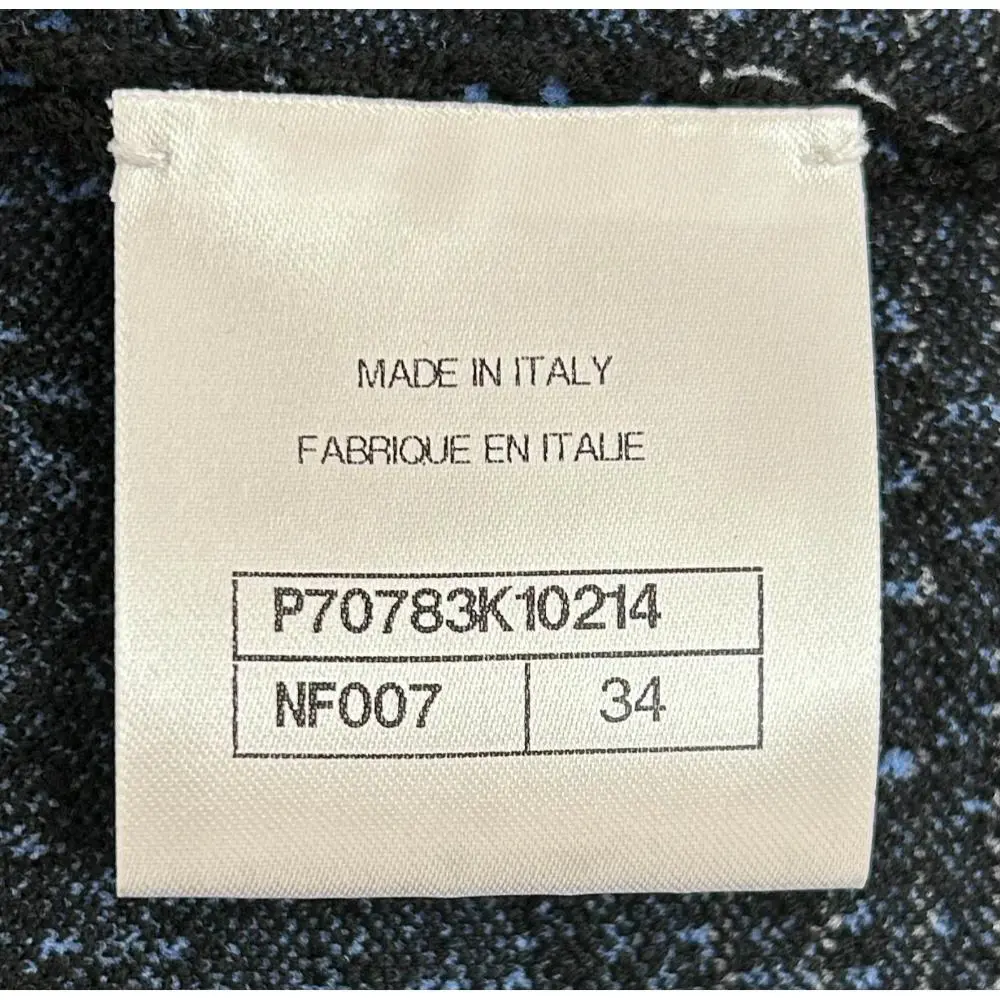 MADE IN ITALY
FABRIQUE EN ITALIE
P70783K10214
NF007 34